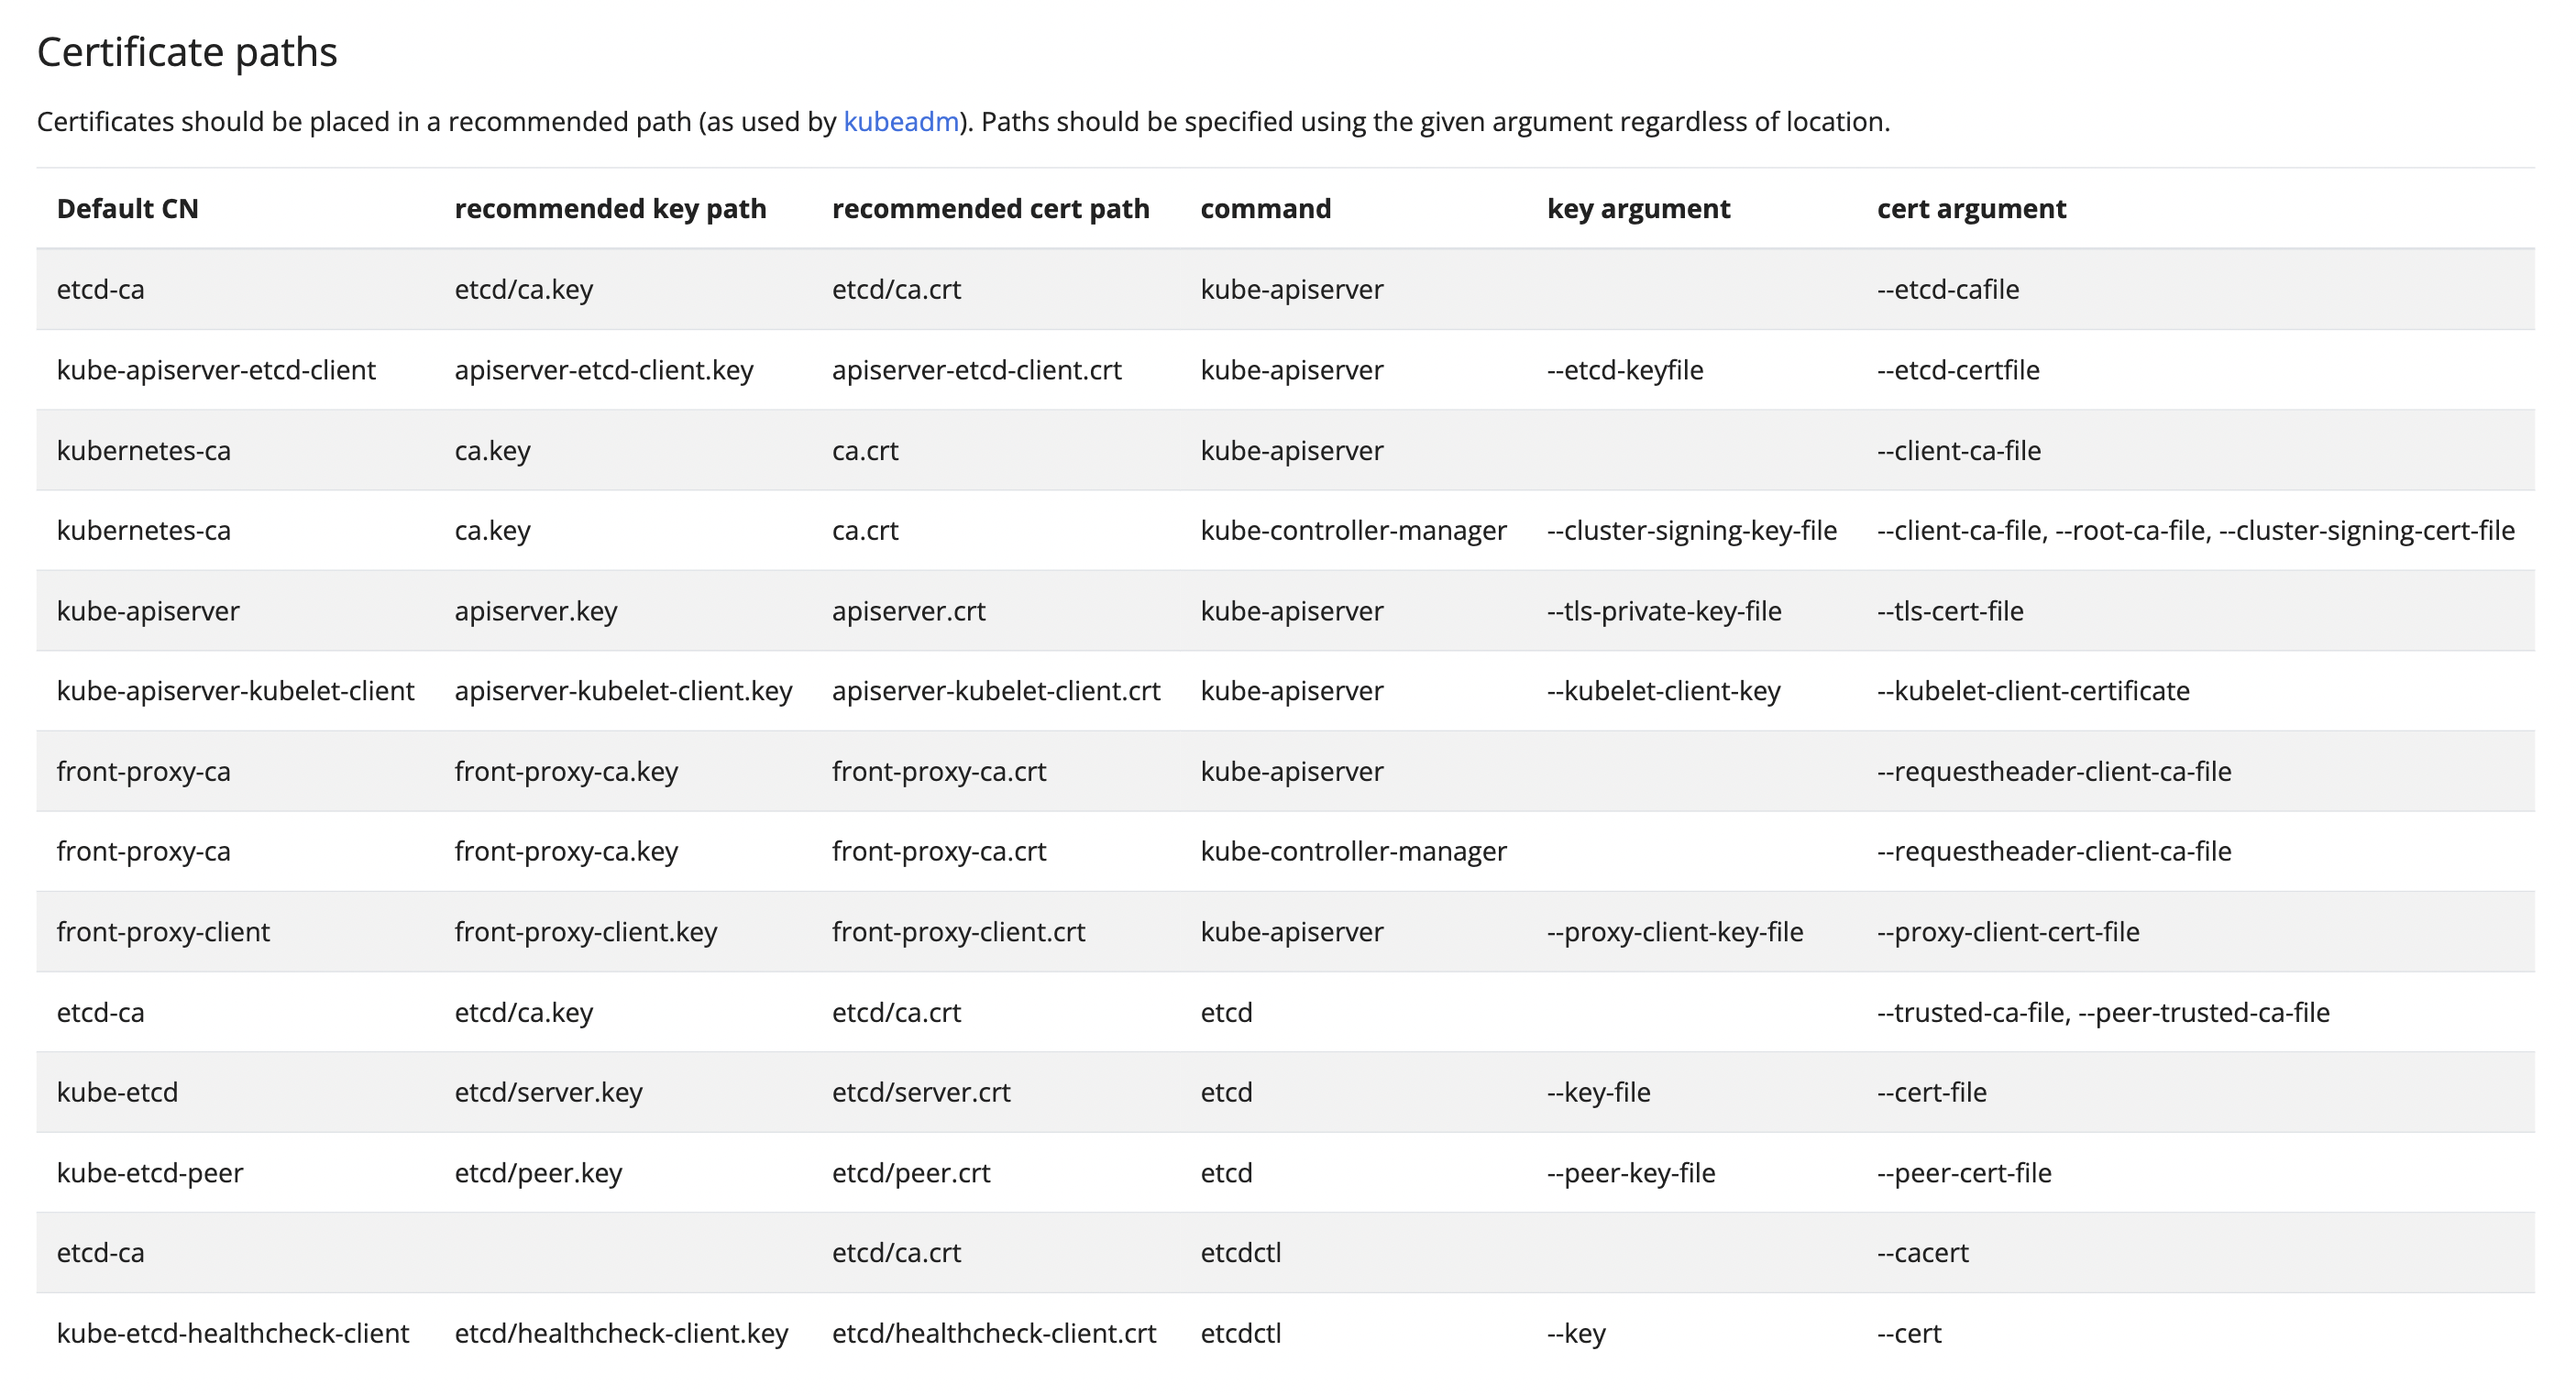 Certificate paths
Certificates should be placed in a recommended path (as used by kubeadm). Paths should be specified using the given argument regardless of location.
Default CN recommended key path recommended cert path command key argument cert argument
etcd-ca etcd/ca.key etcd/ca.crt kube-apiserver --etcd-cafile
kube-apiserver-etcd-client apiserver-etcd-client.key apiserver-etcd-client.crt kube-apiserver --etcd-keyfile --etcd-certfile
kubernetes-ca ca.key ca.crt kube-apiserver --client-ca-file
kubernetes-ca ca.key ca.crt kube-controller-manager --cluster-signing-key-file --client-ca-file, --root-ca-file, --cluster-signing-cert-file
kube-apiserver apiserver.key apiserver.crt kube-apiserver --tls-private-key-file --tls-cert-file
kube-apiserver-kubelet-client apiserver-kubelet-client.key apiserver-kubelet-client.crt kube-apiserver --kubelet-client-key --kubelet-client-certificate
front-proxy-ca front-proxy-ca.key front-proxy-ca.crt kube-apiserver --requestheader-client-ca-file
front-proxy-ca front-proxy-ca.key front-proxy-ca.crt kube-controller-manager --requestheader-client-ca-file
front-proxy-client front-proxy-client.key front-proxy-client.crt kube-apiserver --proxy-client-key-file --proxy-client-cert-file
etcd-ca etcd/ca.key etcd/ca.crt etcd --trusted-ca-file, --peer-trusted-ca-file
kube-etcd etcd/server.key etcd/server.crt etcd --key-file --cert-file
kube-etcd-peer etcd/peer.key etcd/peer.crt etcd --peer-key-file --peer-cert-file
etcd-ca etcd/ca.crt etcdctl --cacert
kube-etcd-healthcheck-client etcd/healthcheck-client.key etcd/healthcheck-client.crt etcdctl --key --cert